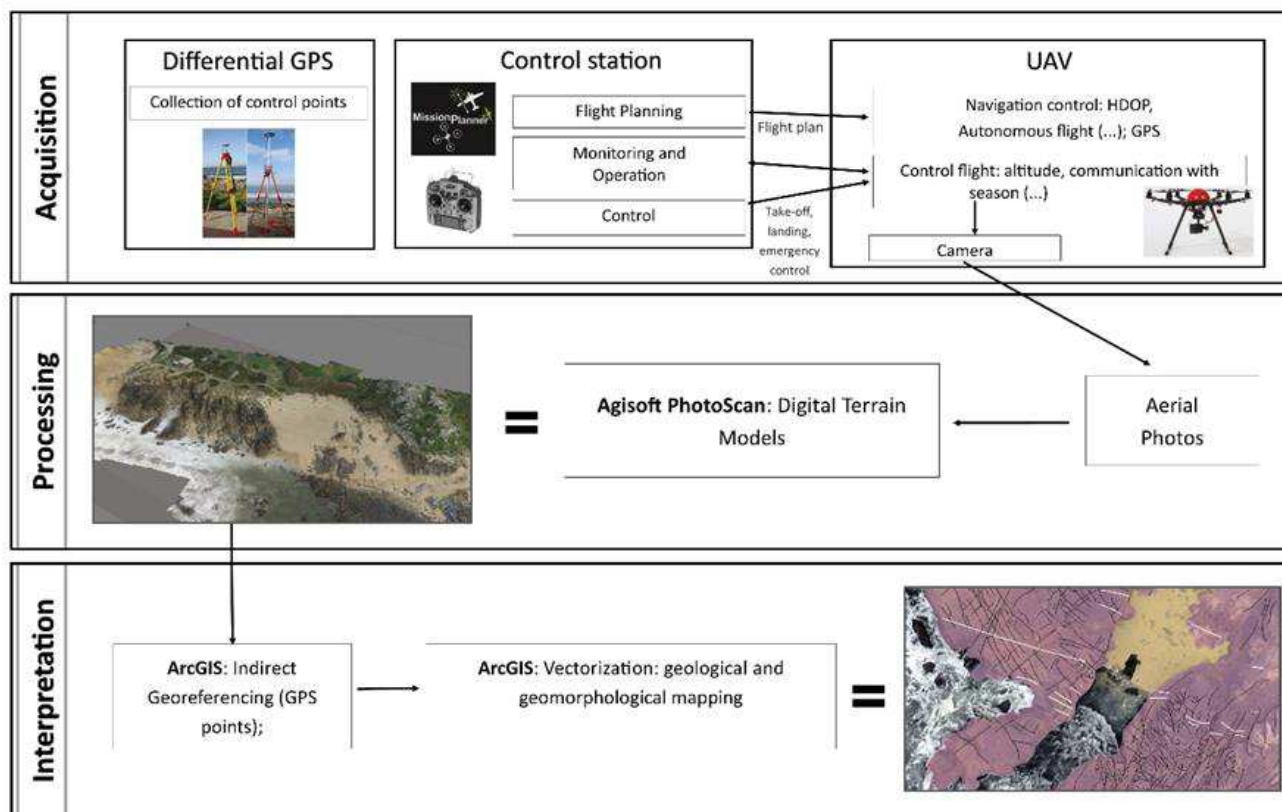 Acquisition
Differential GPS
Collection of control points
Control station
MissionPlanner
Flight Planning
Monitoring and
Operation
Control
Flight plan
Take-off,
landing,
emergency
control
UAV
Navigation control: HDOP,
Autonomous flight (...); GPS
Control flight: altitude, communication with
season (...)
Camera
Processing
=
Agisoft PhotoScan: Digital Terrain
Models
Aerial
Photos
Interpretation
ArcGIS: Indirect
Georeferencing (GPS
points);
ArcGIS: Vectorization: geological and
geomorphological mapping
=